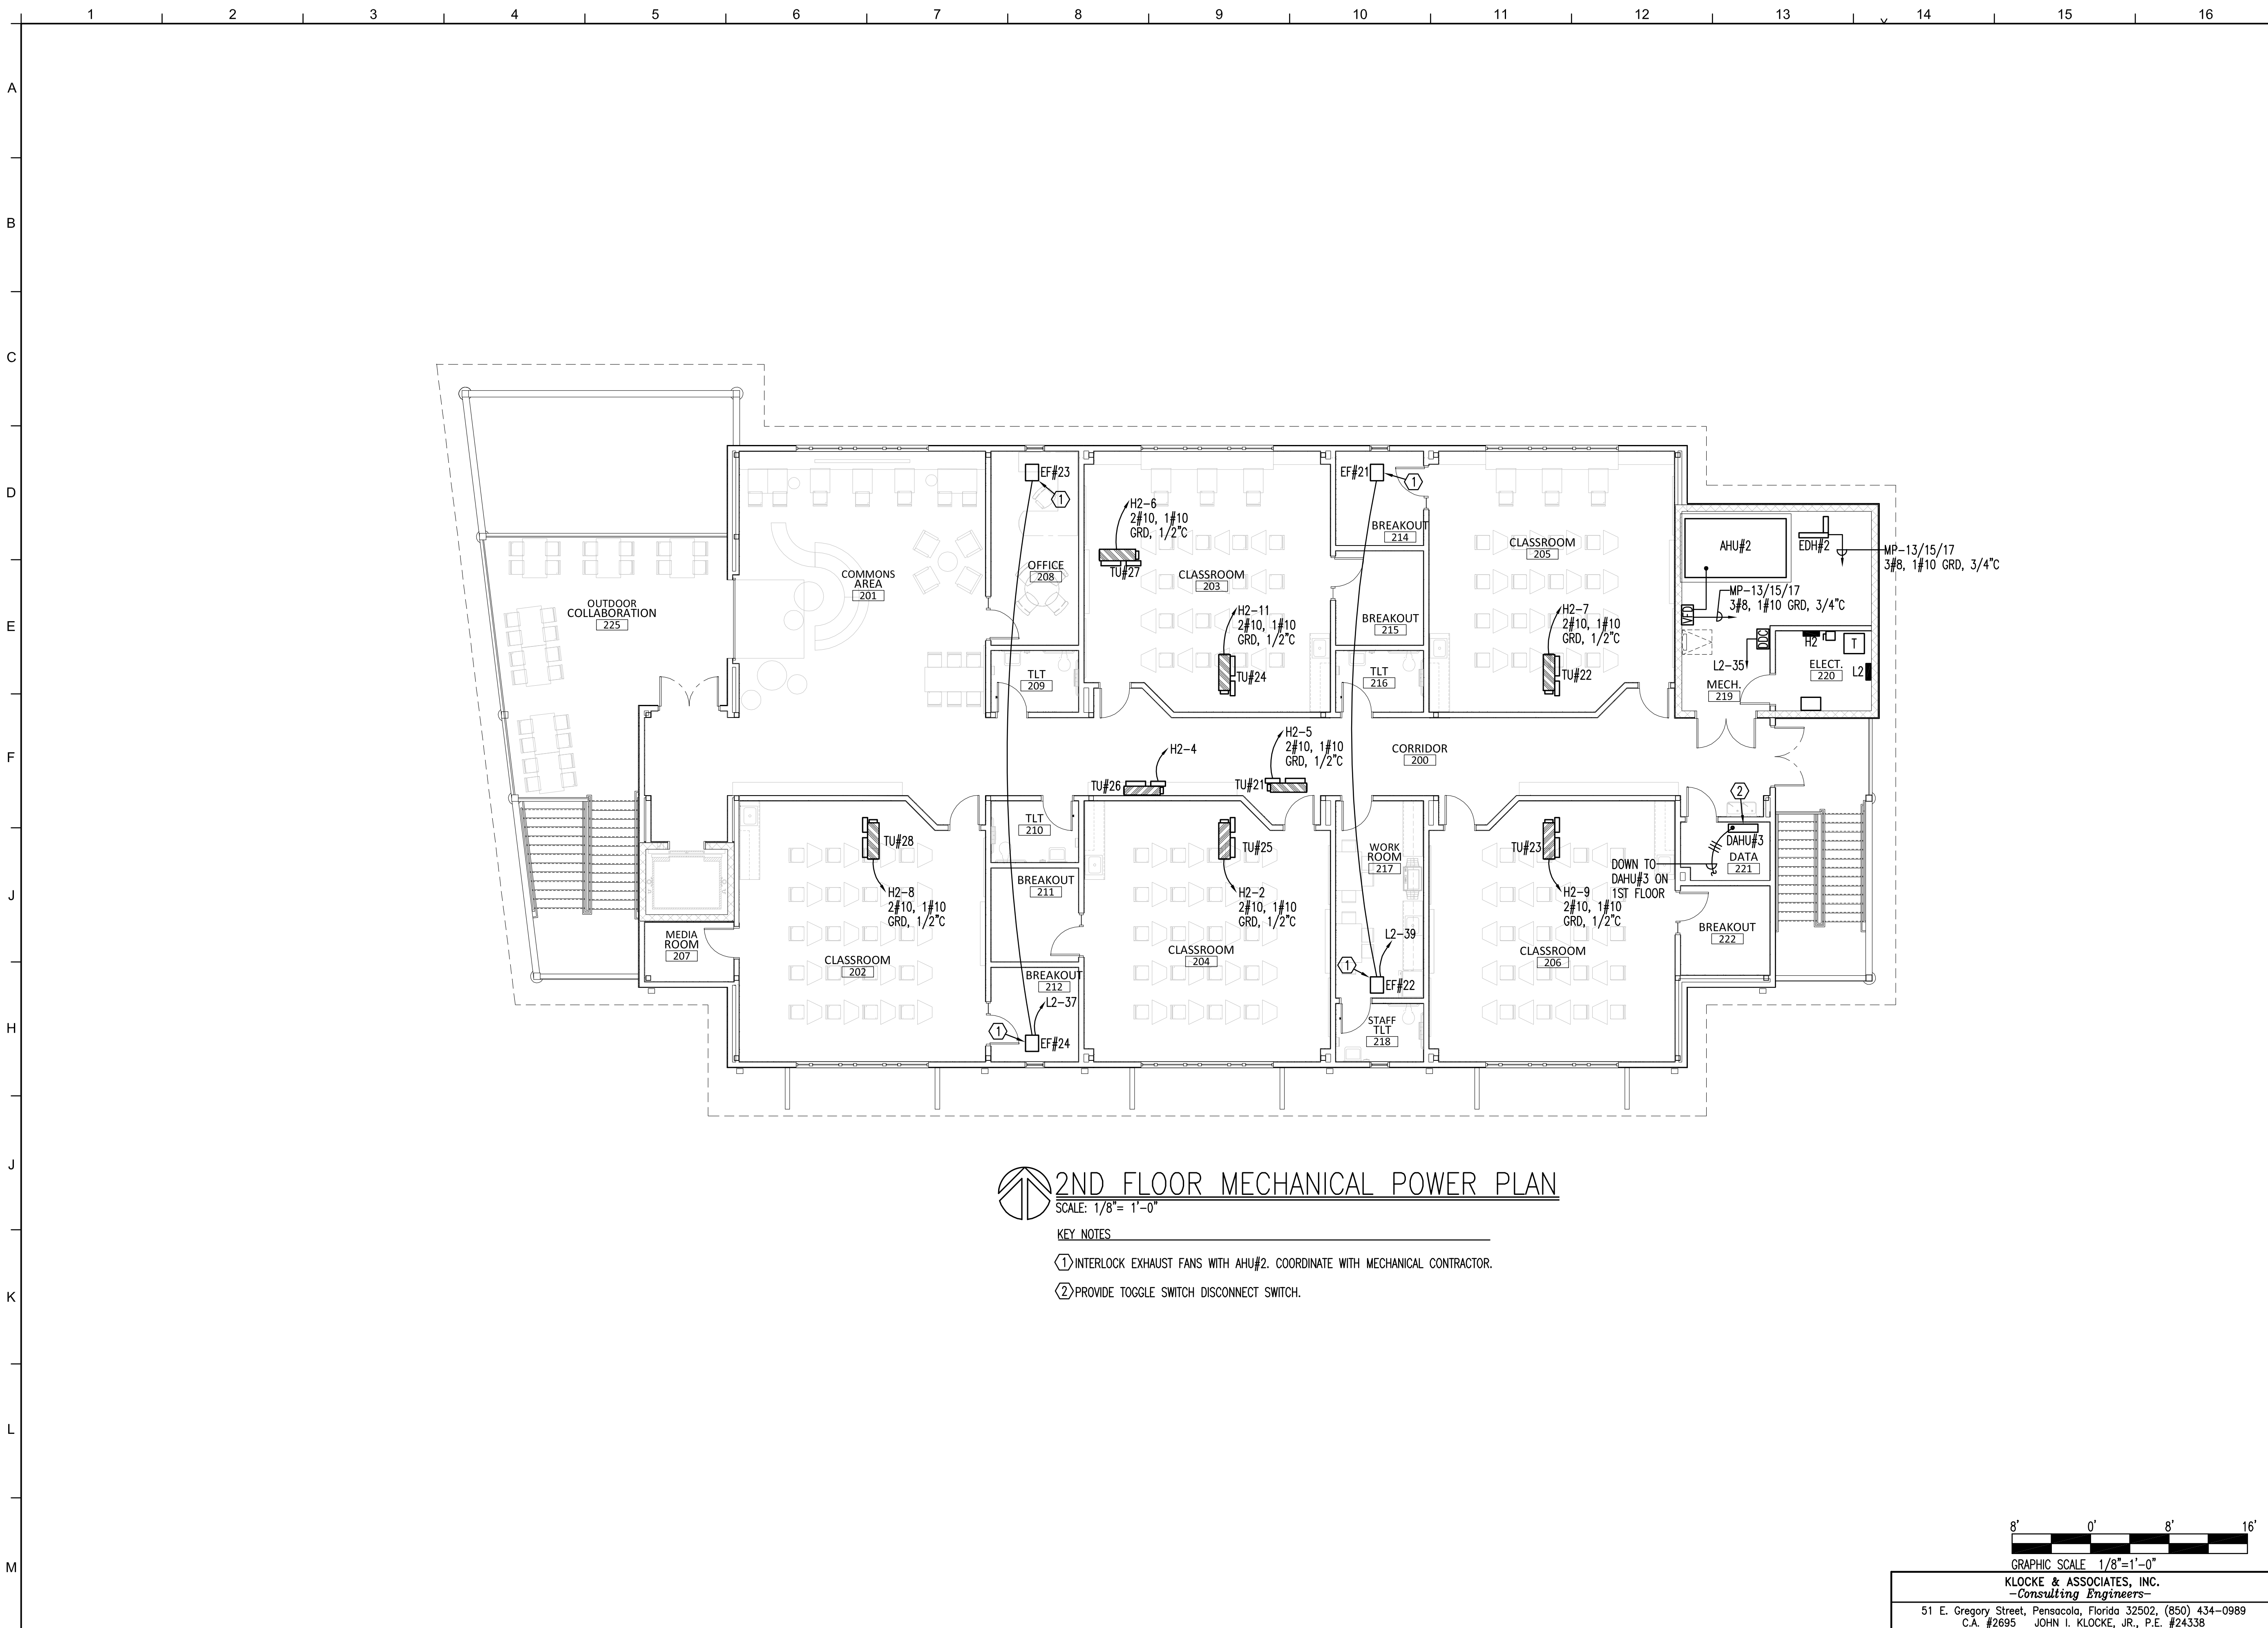 1 2 3 4 5 6 7 8 9 10 11 12 13 14 15 16
A
B
C
D
E
F
J
H
J
K
L
M
EF#23
1
EF#21
1
H2-6
2#10, 1#10
GRD, 1/2"C
TU#27
BREAKOUT
214
CLASSROOM
205
AHU#2
EDH#2
MP-13/15/17
3#8, 1#10 GRD, 3/4"C
OFFICE
208
COMMONS
AREA
201
CLASSROOM
203
OUTDOOR
COLLABORATION
225
MP-13/15/17
3#8, 1#10 GRD, 3/4"C
VFD
DDC
H2-11
2#10, 1#10
GRD, 1/2"C
TU#24
BREAKOUT
215
H2-7
2#10, 1#10
GRD, 1/2"C
TU#22
H2
T
L2-35
ELECT.
220
L2
MECH.
219
TLT
209
TLT
216
H2-5
2#10, 1#10
GRD, 1/2"C
H2-4
CORRIDOR
200
TU#26
TU#21
2
TLT
210
TU#28
TU#25
WORK
ROOM
217
TU#23
DAHU#3
DATA
221
DOWN TO
DAHU#3 ON
1ST FLOOR
BREAKOUT
211
H2-8
2#10, 1#10
GRD, 1/2"C
H2-2
2#10, 1#10
GRD, 1/2"C
H2-9
2#10, 1#10
GRD, 1/2"C
MEDIA
ROOM
207
L2-39
BREAKOUT
222
CLASSROOM
202
CLASSROOM
204
CLASSROOM
206
BREAKOUT
212
1
EF#22
L2-37
1
EF#24
STAFF
TLT
218
2ND FLOOR MECHANICAL POWER PLAN
SCALE: 1/8"= 1'-0"
KEY NOTES
1 INTERLOCK EXHAUST FANS WITH AHU#2. COORDINATE WITH MECHANICAL CONTRACTOR.
2 PROVIDE TOGGLE SWITCH DISCONNECT SWITCH.
8' 0' 8' 16'
GRAPHIC SCALE 1/8"=1'-0"
KLOCKE & ASSOCIATES, INC.
-Consulting Engineers-
51 E. Gregory Street, Pensacola, Florida 32502, (850) 434-0989
C.A. #2695 JOHN I. KLOCKE, JR., P.E. #24338